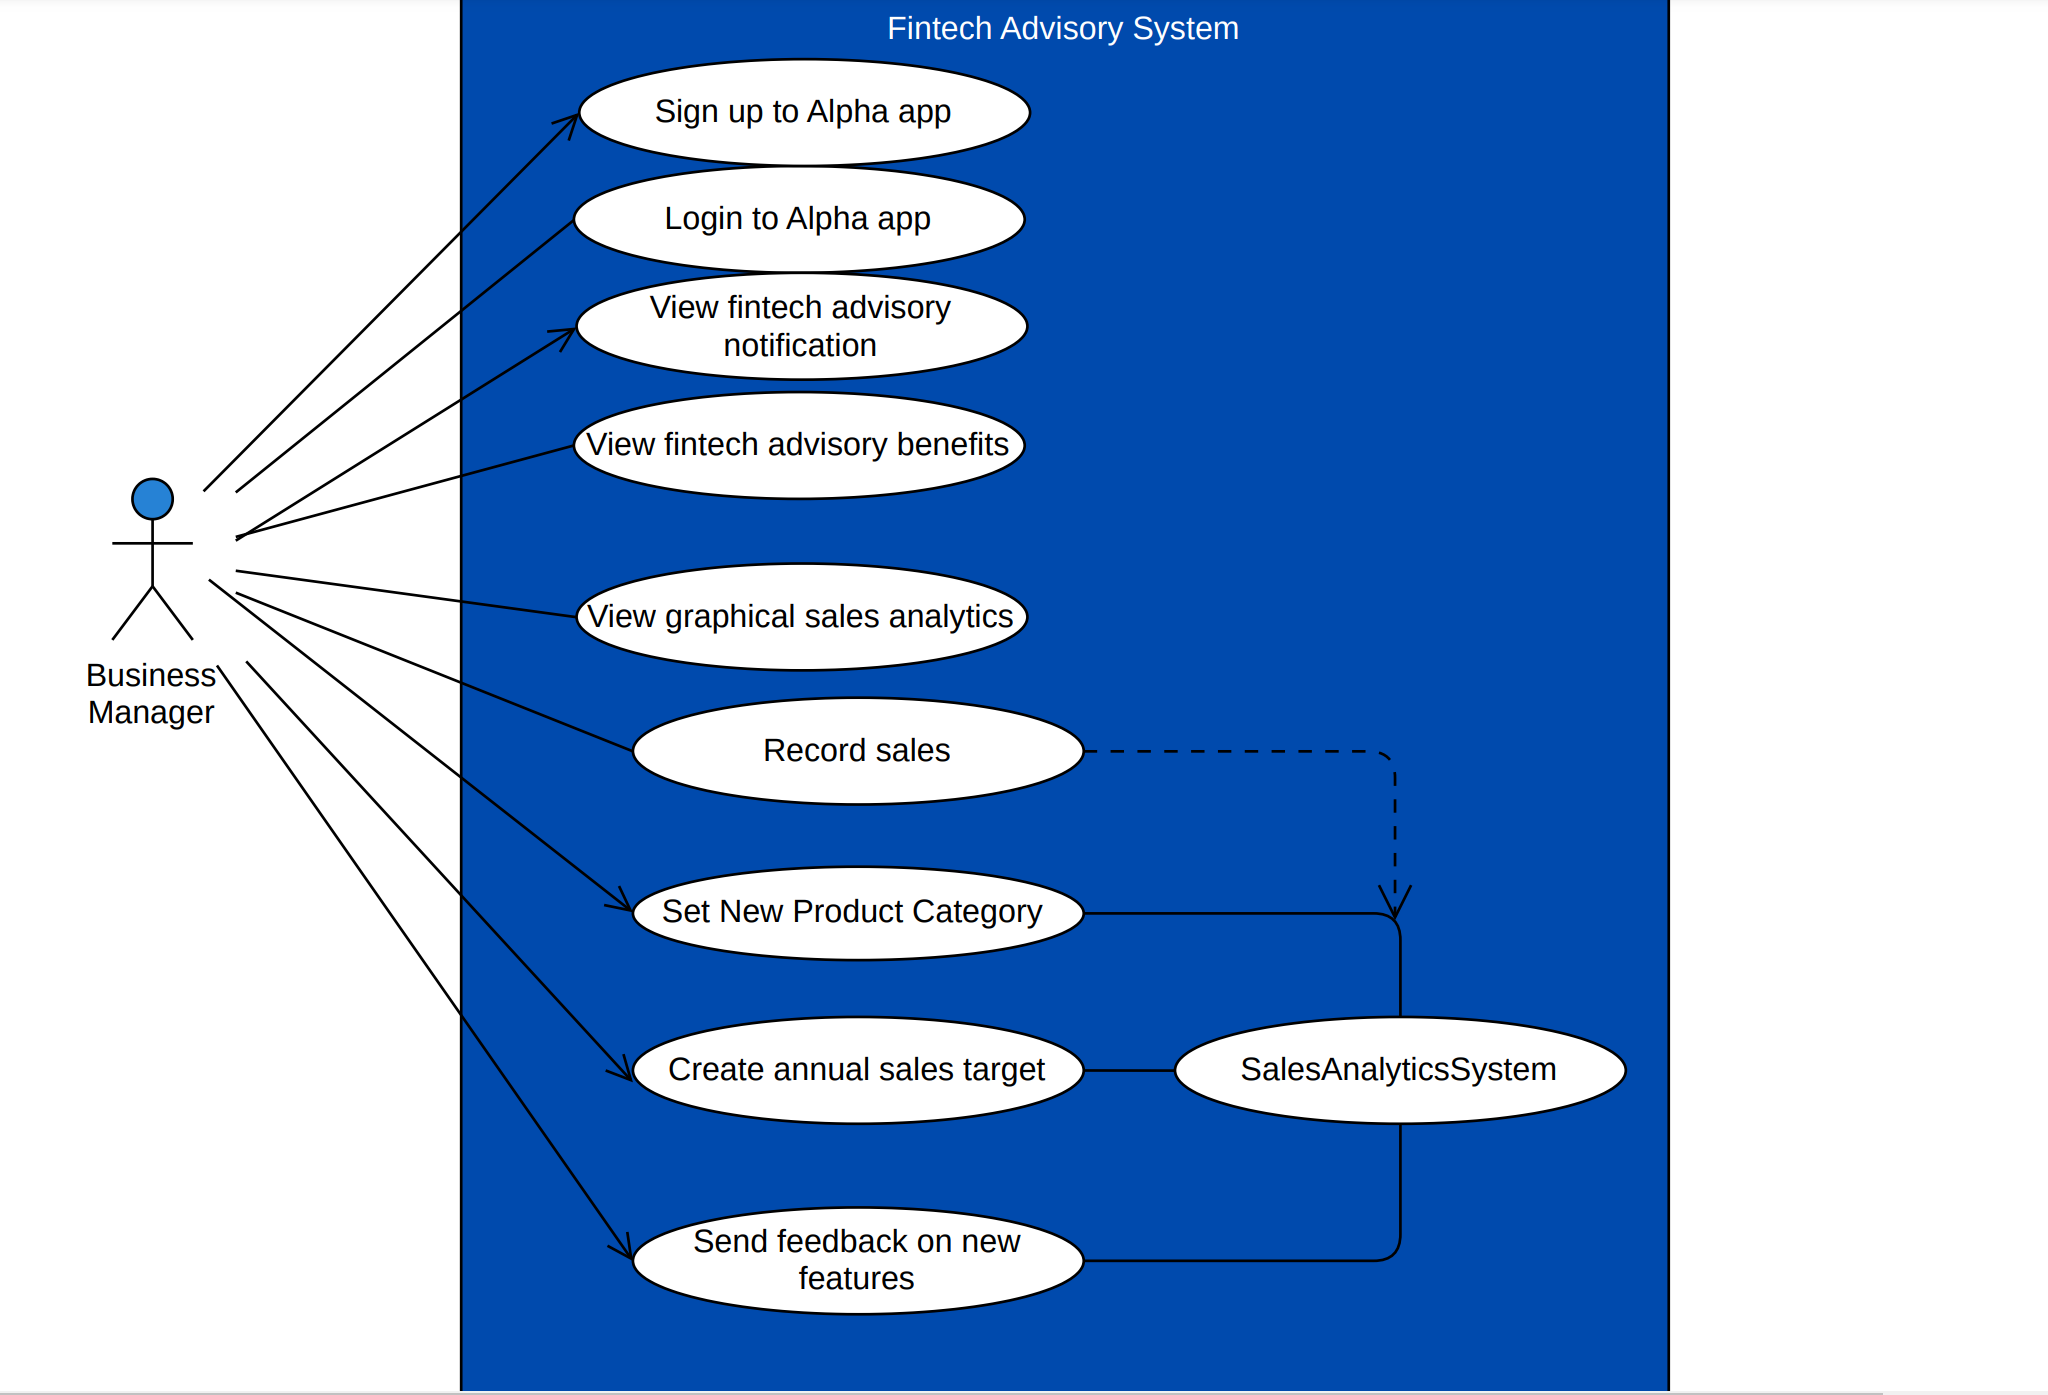 Fintech Advisory System
Sign up to Alpha app
Login to Alpha app
View fintech advisory
notification
View fintech advisory benefits
View graphical sales analytics
Business
Manager
Record sales
Set New Product Category
Create annual sales target
SalesAnalyticsSystem
Send feedback on new
features